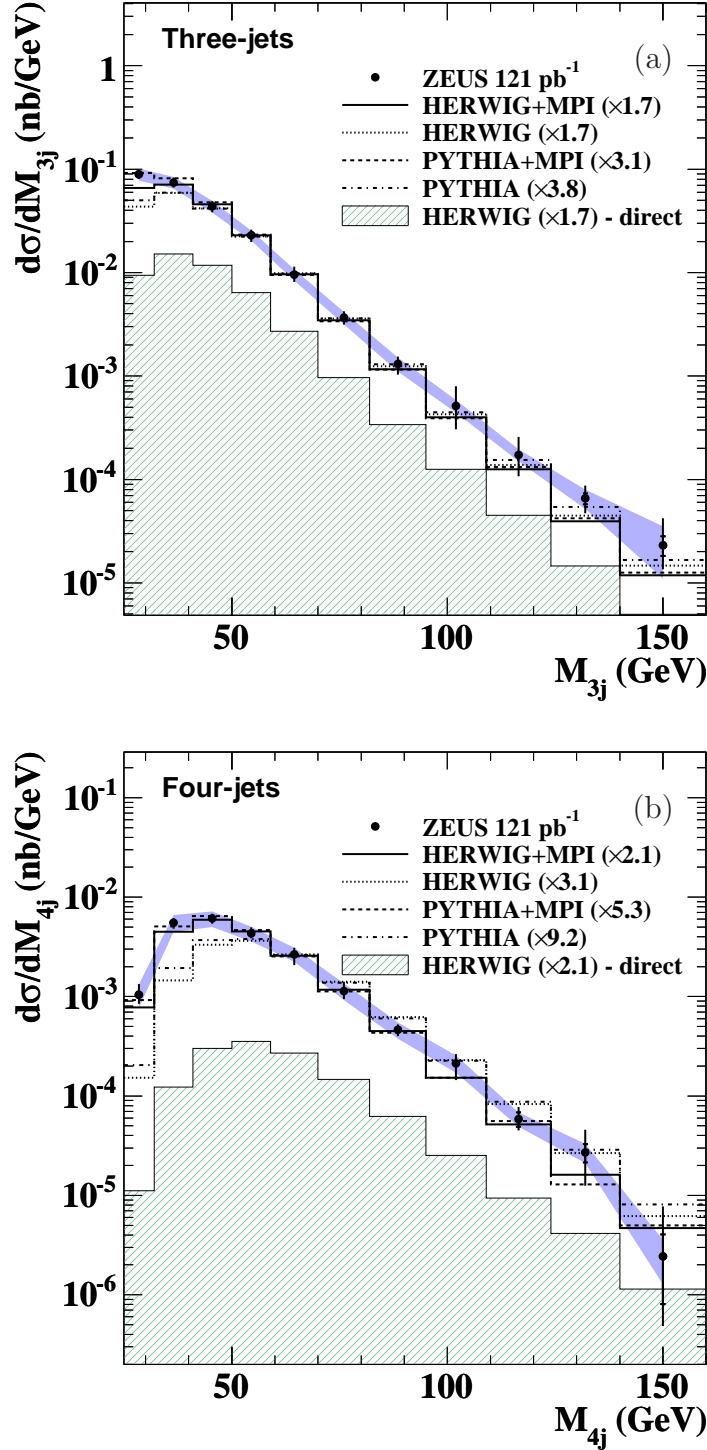 Three-jets
(a)
ZEUS 121 pb⁻¹
HERWIG+MPI (×1.7)
HERWIG (×1.7)
PYTHIA+MPI (×3.1)
PYTHIA (×3.8)
HERWIG (×1.7) - direct
dσ/dM₃ⱼ (nb/GeV)
1
10⁻¹
10⁻²
10⁻³
10⁻⁴
10⁻⁵
50 100 150
M₃ⱼ (GeV)
Four-jets
(b)
ZEUS 121 pb⁻¹
HERWIG+MPI (×2.1)
HERWIG (×3.1)
PYTHIA+MPI (×5.3)
PYTHIA (×9.2)
HERWIG (×2.1) - direct
dσ/dM₄ⱼ (nb/GeV)
10⁻¹
10⁻²
10⁻³
10⁻⁴
10⁻⁵
10⁻⁶
50 100 150
M₄ⱼ (GeV)